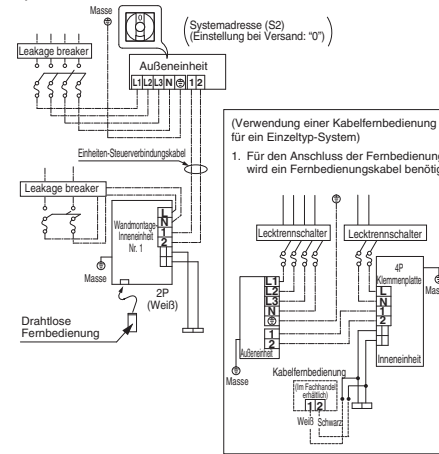 Masse
Systemadresse (S2)
(Einstellung bei Versand: "0")
Leakage breaker
Außeneinheit
L1 L2 L3 N 1 2
Einheiten-Steuerverbindungskabel
Leakage breaker
L
N
1
2
Wandmontage-
Inneneinheit
Nr. 1
Masse
2P
(Weiß)
Drahtlose
Fernbedienung
(Verwendung einer Kabelfernbedienung
für ein Einzeltyp-System)
1. Für den Anschluss der Fernbedienung
wird ein Fernbedienungskabel benötig
Lecktrennschalter
Lecktrennschalter
4P
Klemmenplatte
Mas
L1
L2
L3
N
1
2
Außeneinheit
L
N
1
2
Inneneinheit
Masse
Kabelfernbedienung
(Im Fachhandel
erhältlich)
1 2
Weiß Schwarz